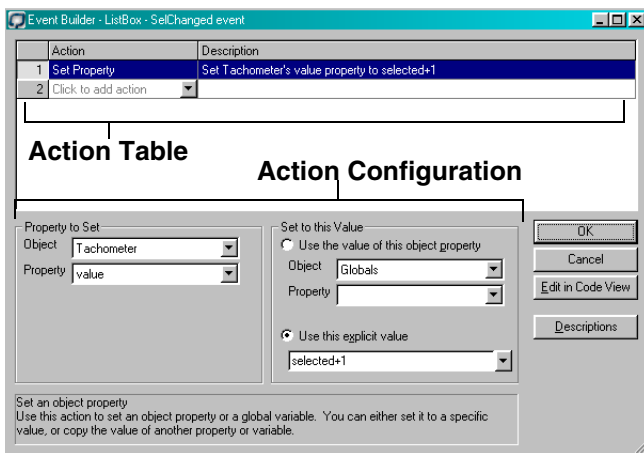 Event Builder - ListBox - SelChanged event
Action Description
1 Set Property Set Tachometer's value property to selected+1
2 Click to add action
Action Table
Action Configuration
Property to Set
Object Tachometer
Property value
Set to this Value
Use the value of this object property
Object Globals
Property
Use this explicit value
selected+1
OK
Cancel
Edit in Code View
Descriptions
Set an object property
Use this action to set an object property or a global variable. You can either set it to a specific
value, or copy the value of another property or variable.